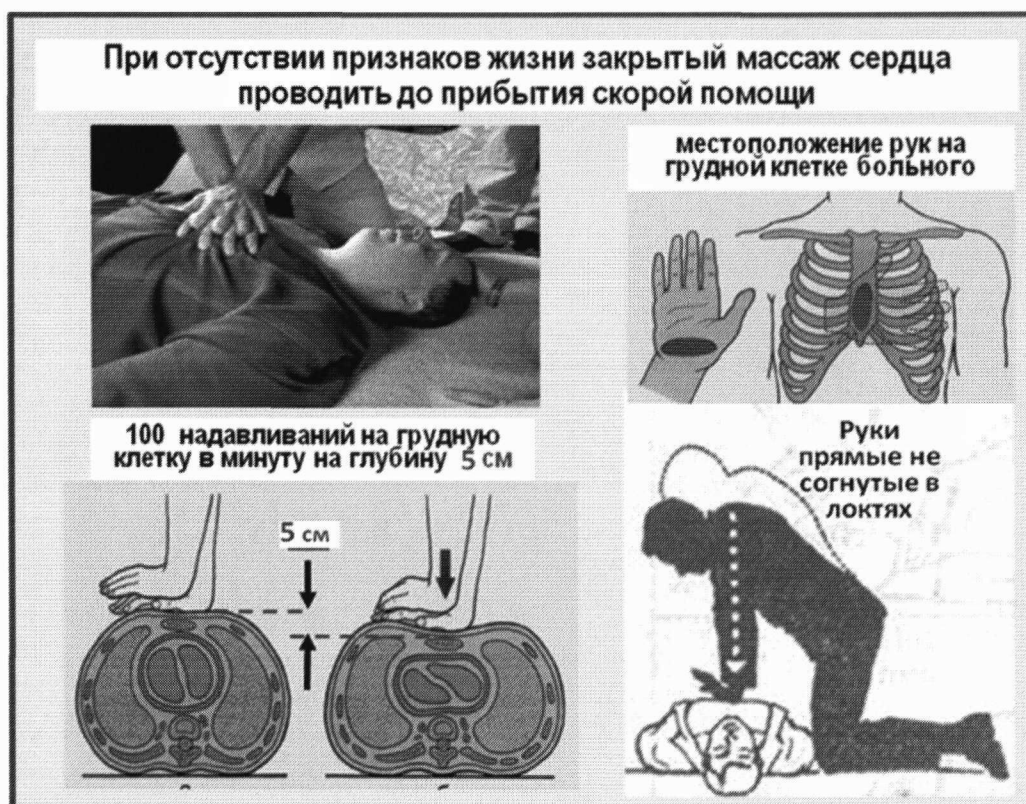 При отсутствии признаков жизни закрытый массаж сердца
проводить до прибытия скорой помощи
местоположение рук на
грудной клетке больного
100 надавливаний на грудную
клетку в минуту на глубину 5 см
5 см
Руки
прямые не
согнутые в
локтях